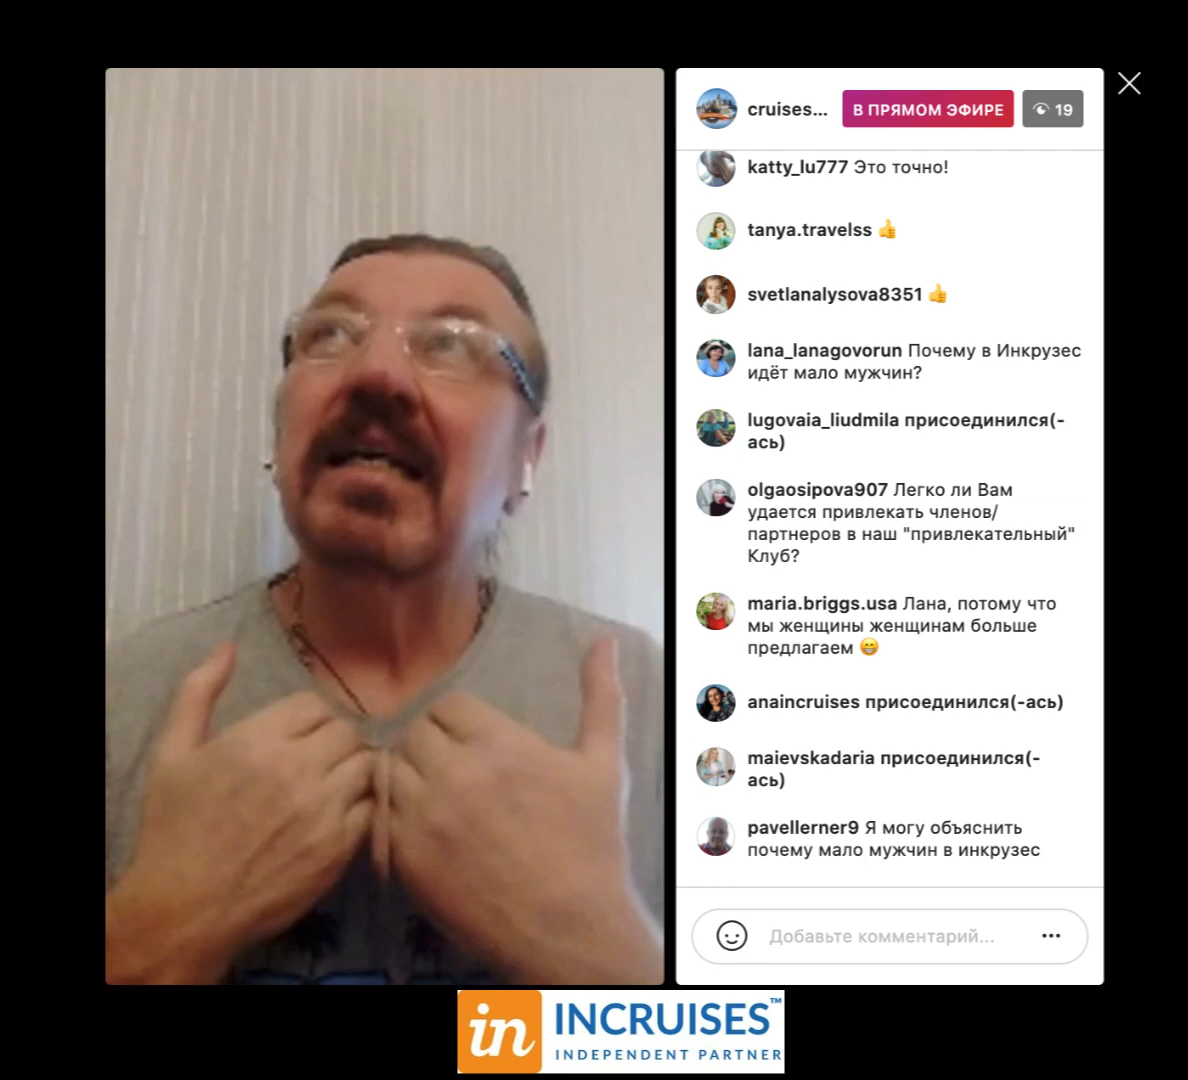 cruises...
В ПРЯМОМ ЭФИРЕ
19
katty_lu777 Это точно!
tanya.travelss 👍
svetlanalysova8351 👍
lana_lanagovorun Почему в Инкрузес
идёт мало мужчин?
lugovaia_liudmila присоединился(-
ась)
olgaosipova907 Легко ли Вам
удается привлекать членов/
партнеров в наш "привлекательный"
Клуб?
maria.briggs.usa Лана, потому что
мы женщины женщинам больше
предлагаем 😁
anaincruises присоединился(-ась)
maievskadaria присоединился(-
ась)
pavellerner9 Я могу объяснить
почему мало мужчин в инкрузес
Добавьте комментарий...
in
INCRUISES™
INDEPENDENT PARTNER